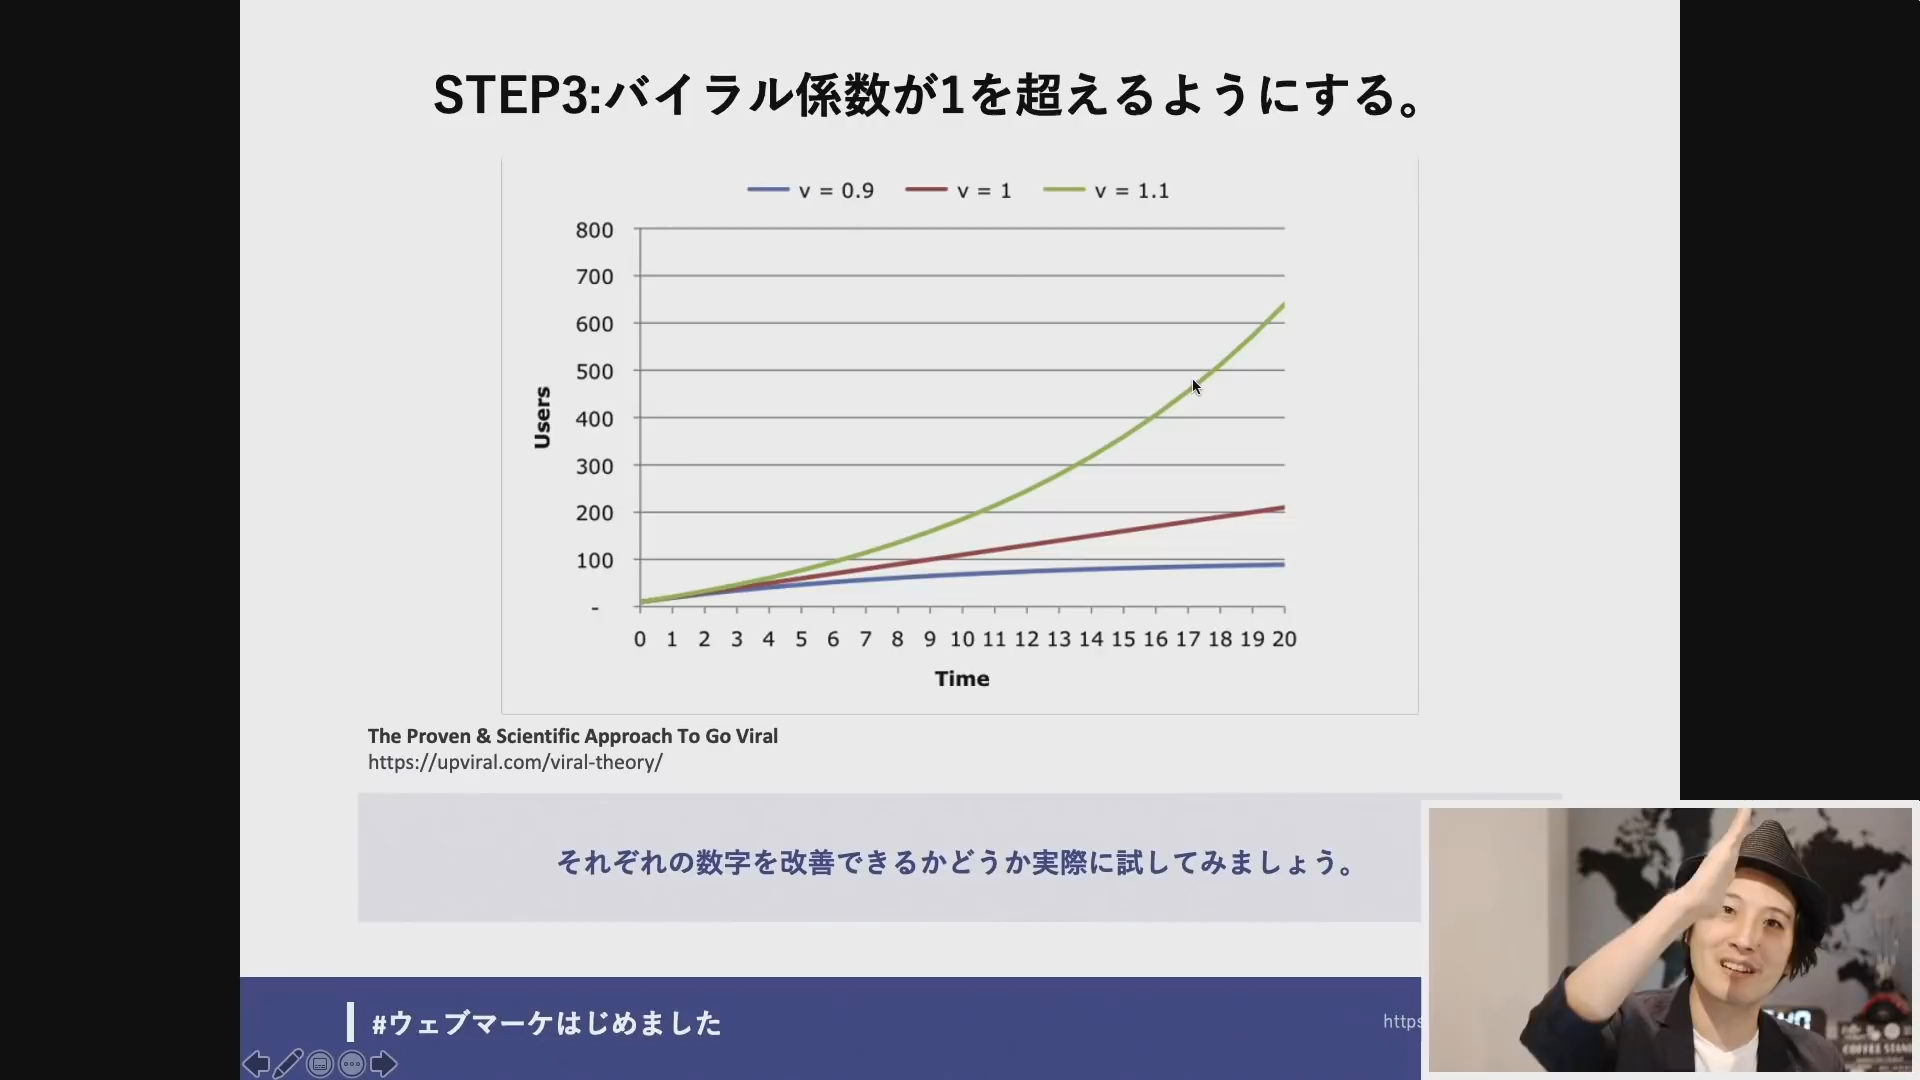 STEP3:バイラル係数が1を超えるようにする。
v = 0.9 v = 1 v = 1.1
800
700
600
500
400
300
200
100
-
Users
0 1 2 3 4 5 6 7 8 9 10 11 12 13 14 15 16 17 18 19 20
Time
The Proven & Scientific Approach To Go Viral
https://upviral.com/viral-theory/
それぞれの数字を改善できるかどうか実際に試してみましょう。
#ウェブマーケはじめました
https
COFFEE STAND